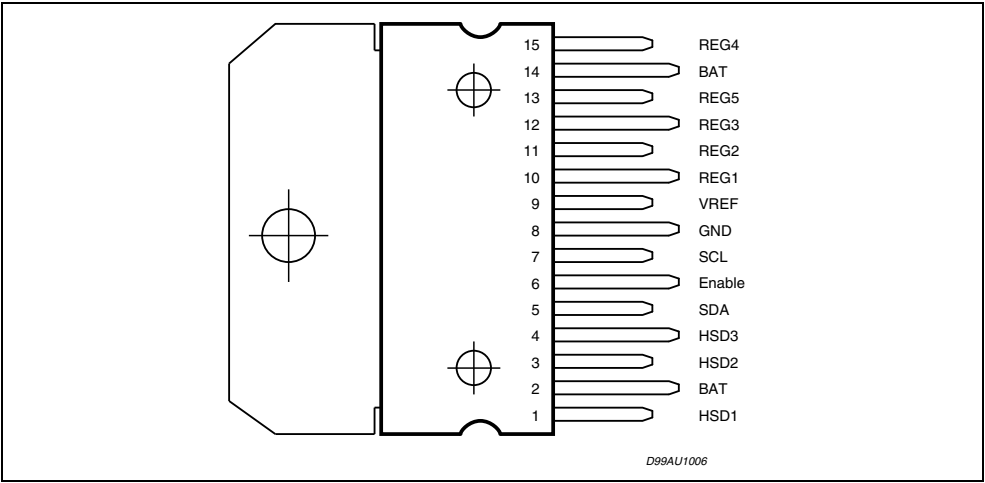 15 REG4
14 BAT
13 REG5
12 REG3
11 REG2
10 REG1
9 VREF
8 GND
7 SCL
6 Enable
5 SDA
4 HSD3
3 HSD2
2 BAT
1 HSD1
D99AU1006